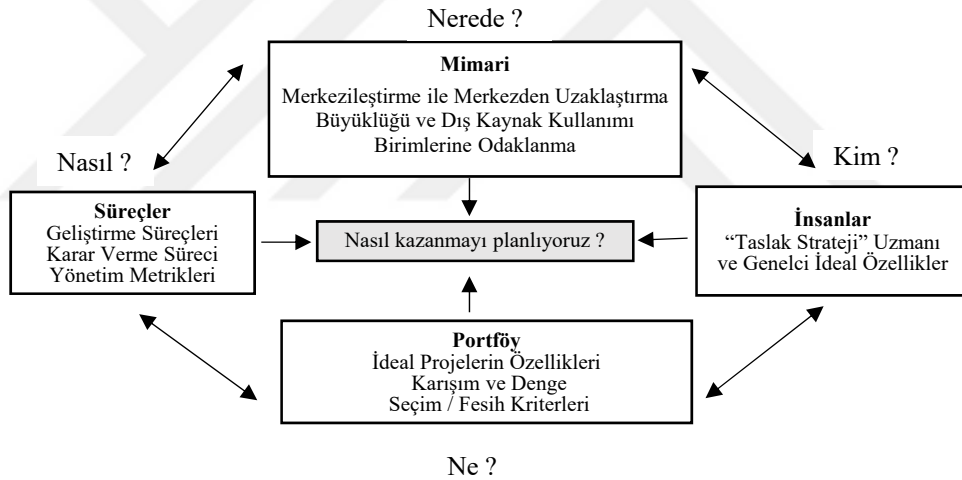 Nerede ?
Mimari
Merkezileştirme ile Merkezden Uzaklaştırma
Büyüklüğü ve Dış Kaynak Kullanımı
Birimlerine Odaklanma
Nasıl ?
Kim ?
Süreçler
Geliştirme Süreçleri
Karar Verme Süreci
Yönetim Metrikleri
Nasıl kazanmayı planlıyoruz ?
İnsanlar
“Taslak Strateji” Uzmanı
ve Genelci İdeal Özellikler
Portföy
İdeal Projelerin Özellikleri
Karışım ve Denge
Seçim / Fesih Kriterleri
Ne ?